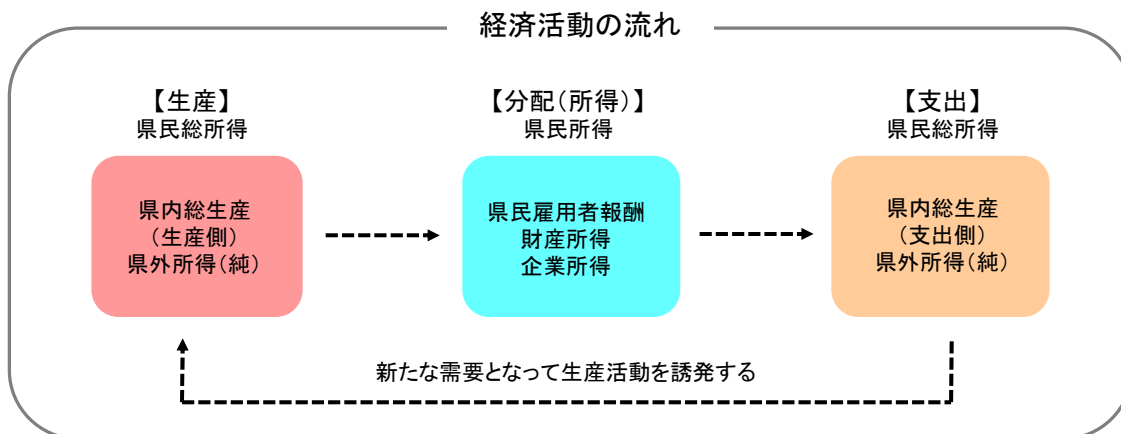 経済活動の流れ
【生産】
県民総所得
県内総生産
(生産側)
県外所得(純)
【分配(所得)】
県民所得
県民雇用者報酬
財産所得
企業所得
【支出】
県民総所得
県内総生産
(支出側)
県外所得(純)
新たな需要となって生産活動を誘発する